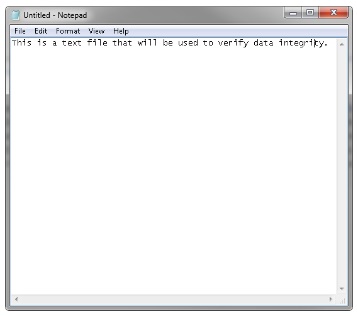 Untitled - Notepad
File Edit Format View Help
This is a text file that will be used to verify data integrity.